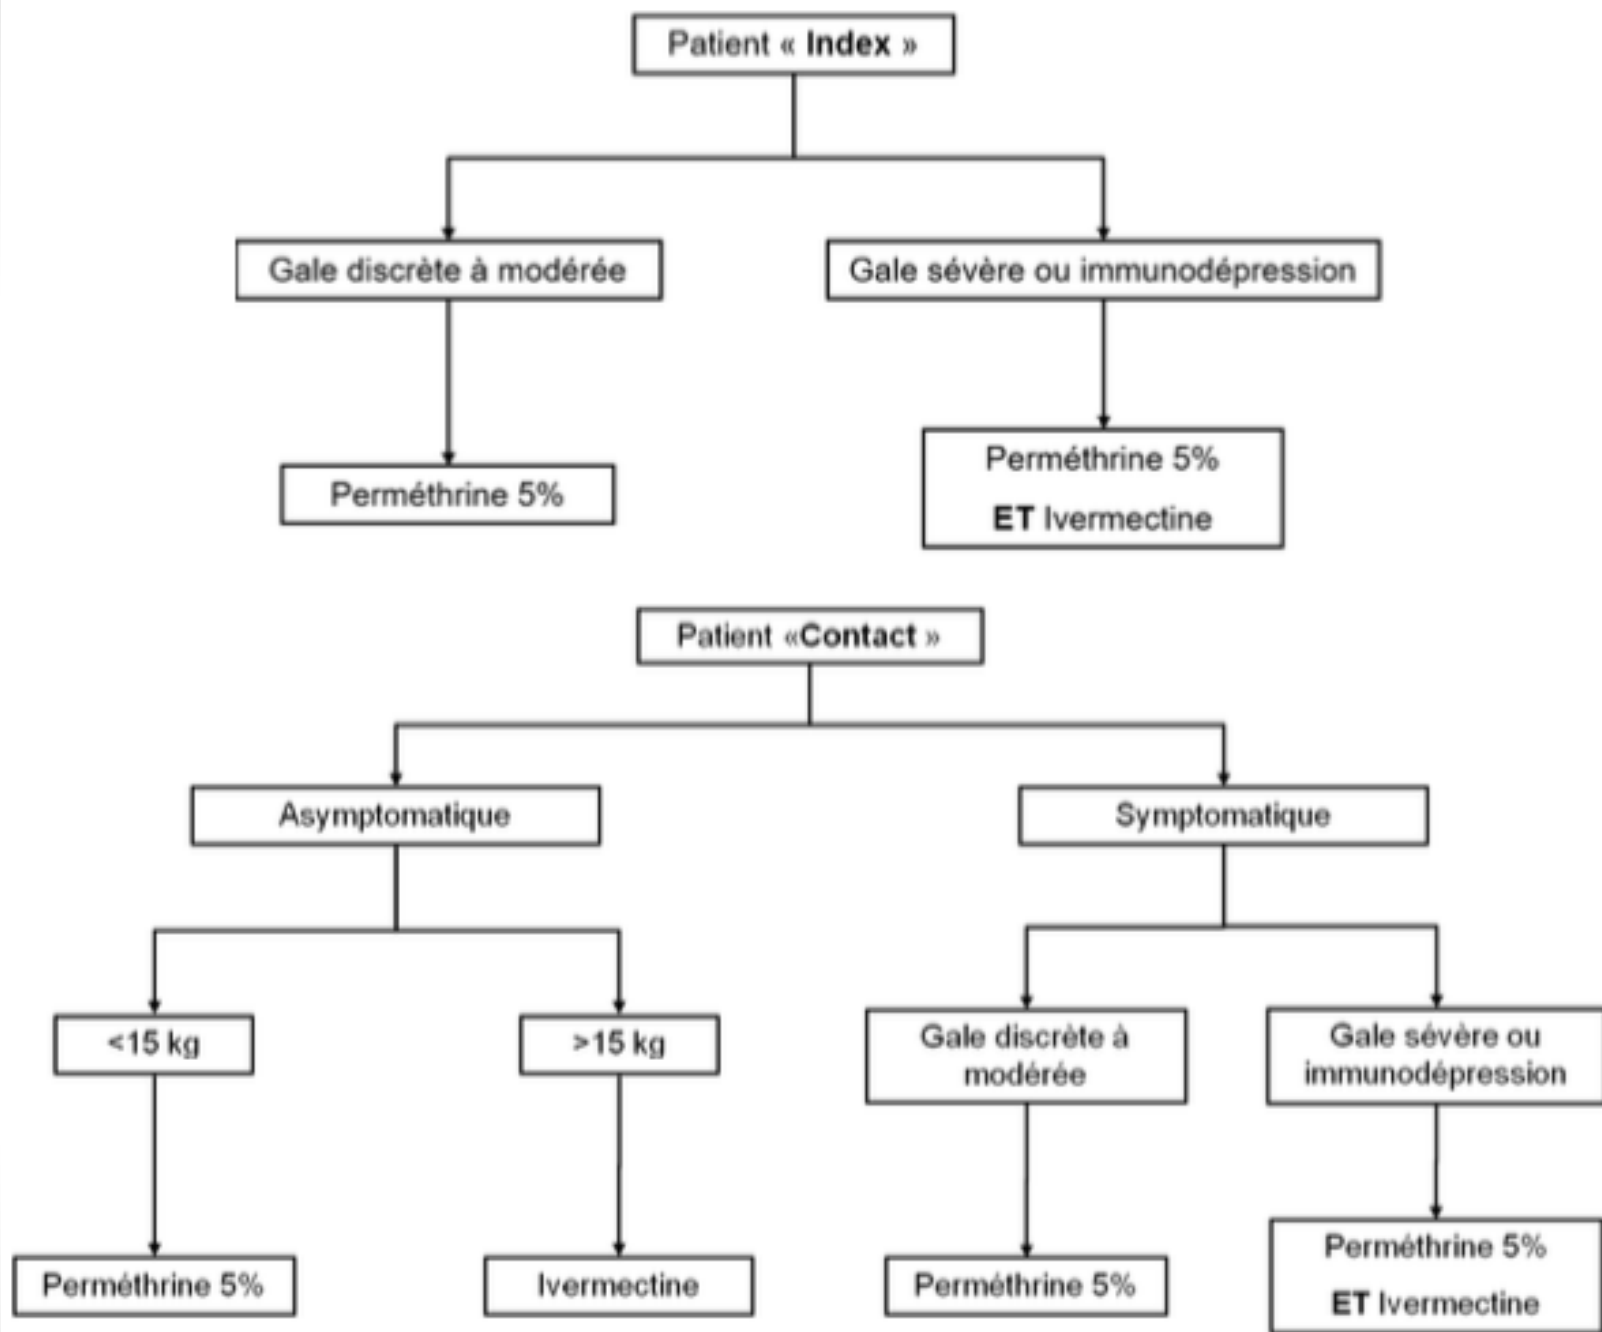 Patient « Index »
Gale discrète à modérée
Gale sévère ou immunodépression
Perméthrine 5%
Perméthrine 5%
ET Ivermectine
Patient «Contact »
Asymptomatique
Symptomatique
<15 kg
>15 kg
Gale discrète à
modérée
Gale sévère ou
immunodépression
Perméthrine 5%
Ivermectine
Perméthrine 5%
Perméthrine 5%
ET Ivermectine